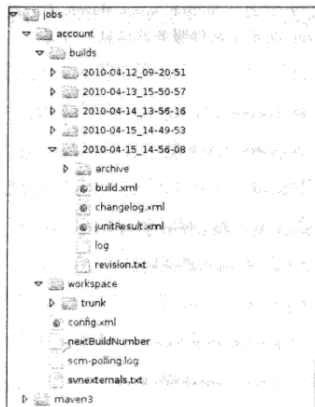 jobs
account
builds
2010-04-12_09-20-51
2010-04-13_15-50-57
2010-04-14_13-56-16
2010-04-15_14-49-53
2010-04-15_14-56-08
archive
build.xml
changelog.xml
junitResult.xml
log
revision.txt
workspace
trunk
config.xml
nextBuildNumber
scm-polling.log
svnexternals.txt
maven3